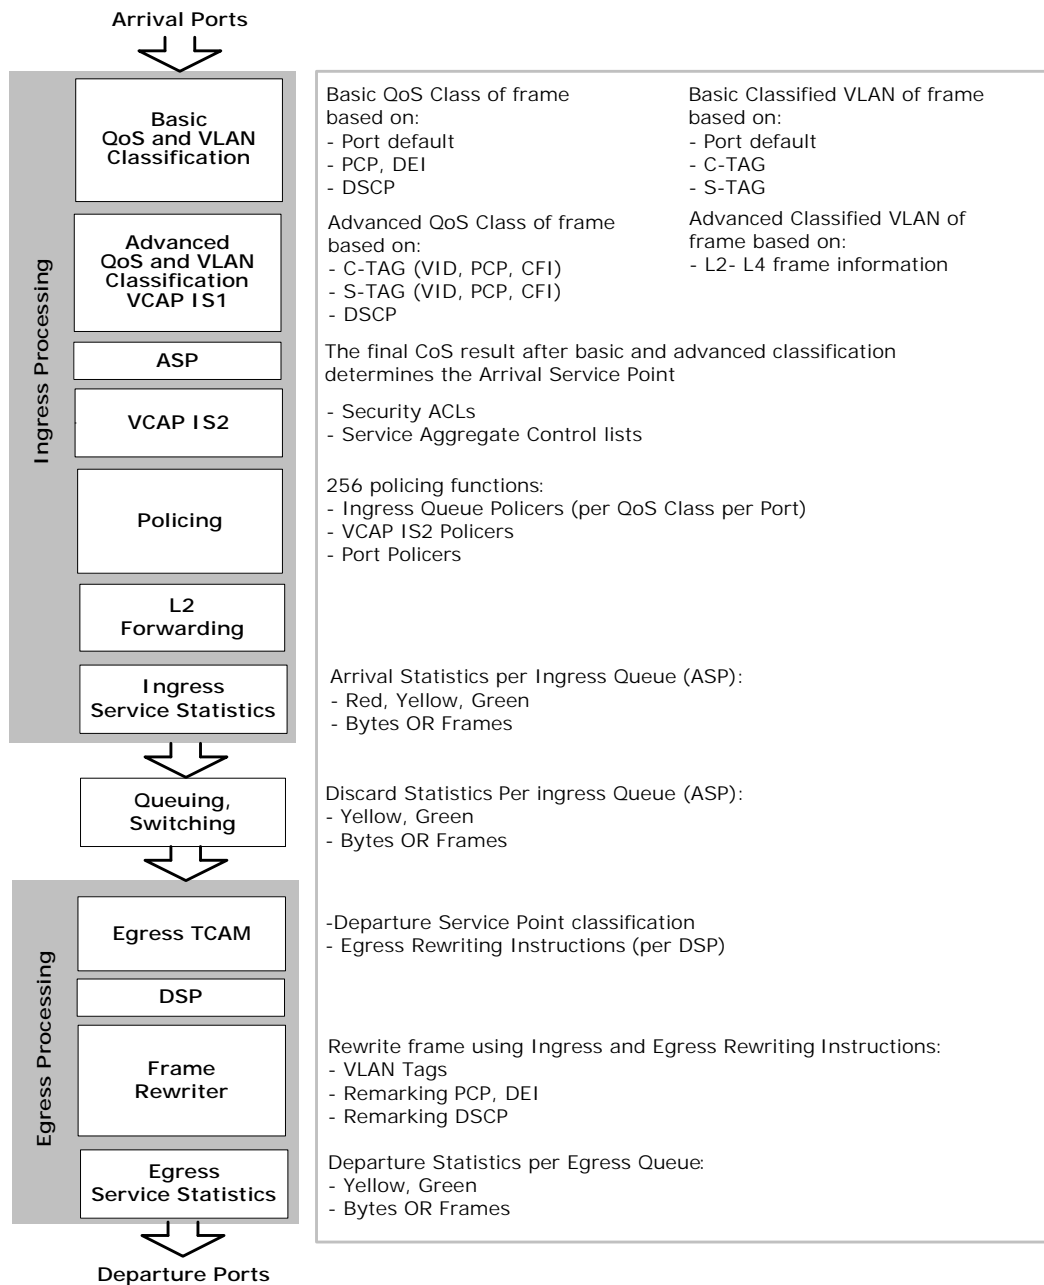 Arrival Ports
Ingress Processing
Basic
QoS and VLAN
Classification
Basic QoS Class of frame
based on:
- Port default
- PCP, DEI
- DSCP
Basic Classified VLAN of frame
based on:
- Port default
- C-TAG
- S-TAG
Advanced
QoS and VLAN
Classification
VCAP IS1
Advanced QoS Class of frame
based on:
- C-TAG (VID, PCP, CFI)
- S-TAG (VID, PCP, CFI)
- DSCP
Advanced Classified VLAN of
frame based on:
- L2- L4 frame information
ASP
The final CoS result after basic and advanced classification
determines the Arrival Service Point
VCAP IS2
- Security ACLs
- Service Aggregate Control lists
Policing
256 policing functions:
- Ingress Queue Policers (per QoS Class per Port)
- VCAP IS2 Policers
- Port Policers
L2
Forwarding
Ingress
Service Statistics
Arrival Statistics per Ingress Queue (ASP):
- Red, Yellow, Green
- Bytes OR Frames
Queuing,
Switching
Discard Statistics Per ingress Queue (ASP):
- Yellow, Green
- Bytes OR Frames
Egress Processing
Egress TCAM
-Departure Service Point classification
- Egress Rewriting Instructions (per DSP)
DSP
Frame
Rewriter
Rewrite frame using Ingress and Egress Rewriting Instructions:
- VLAN Tags
- Remarking PCP, DEI
- Remarking DSCP
Egress
Service Statistics
Departure Statistics per Egress Queue:
- Yellow, Green
- Bytes OR Frames
Departure Ports